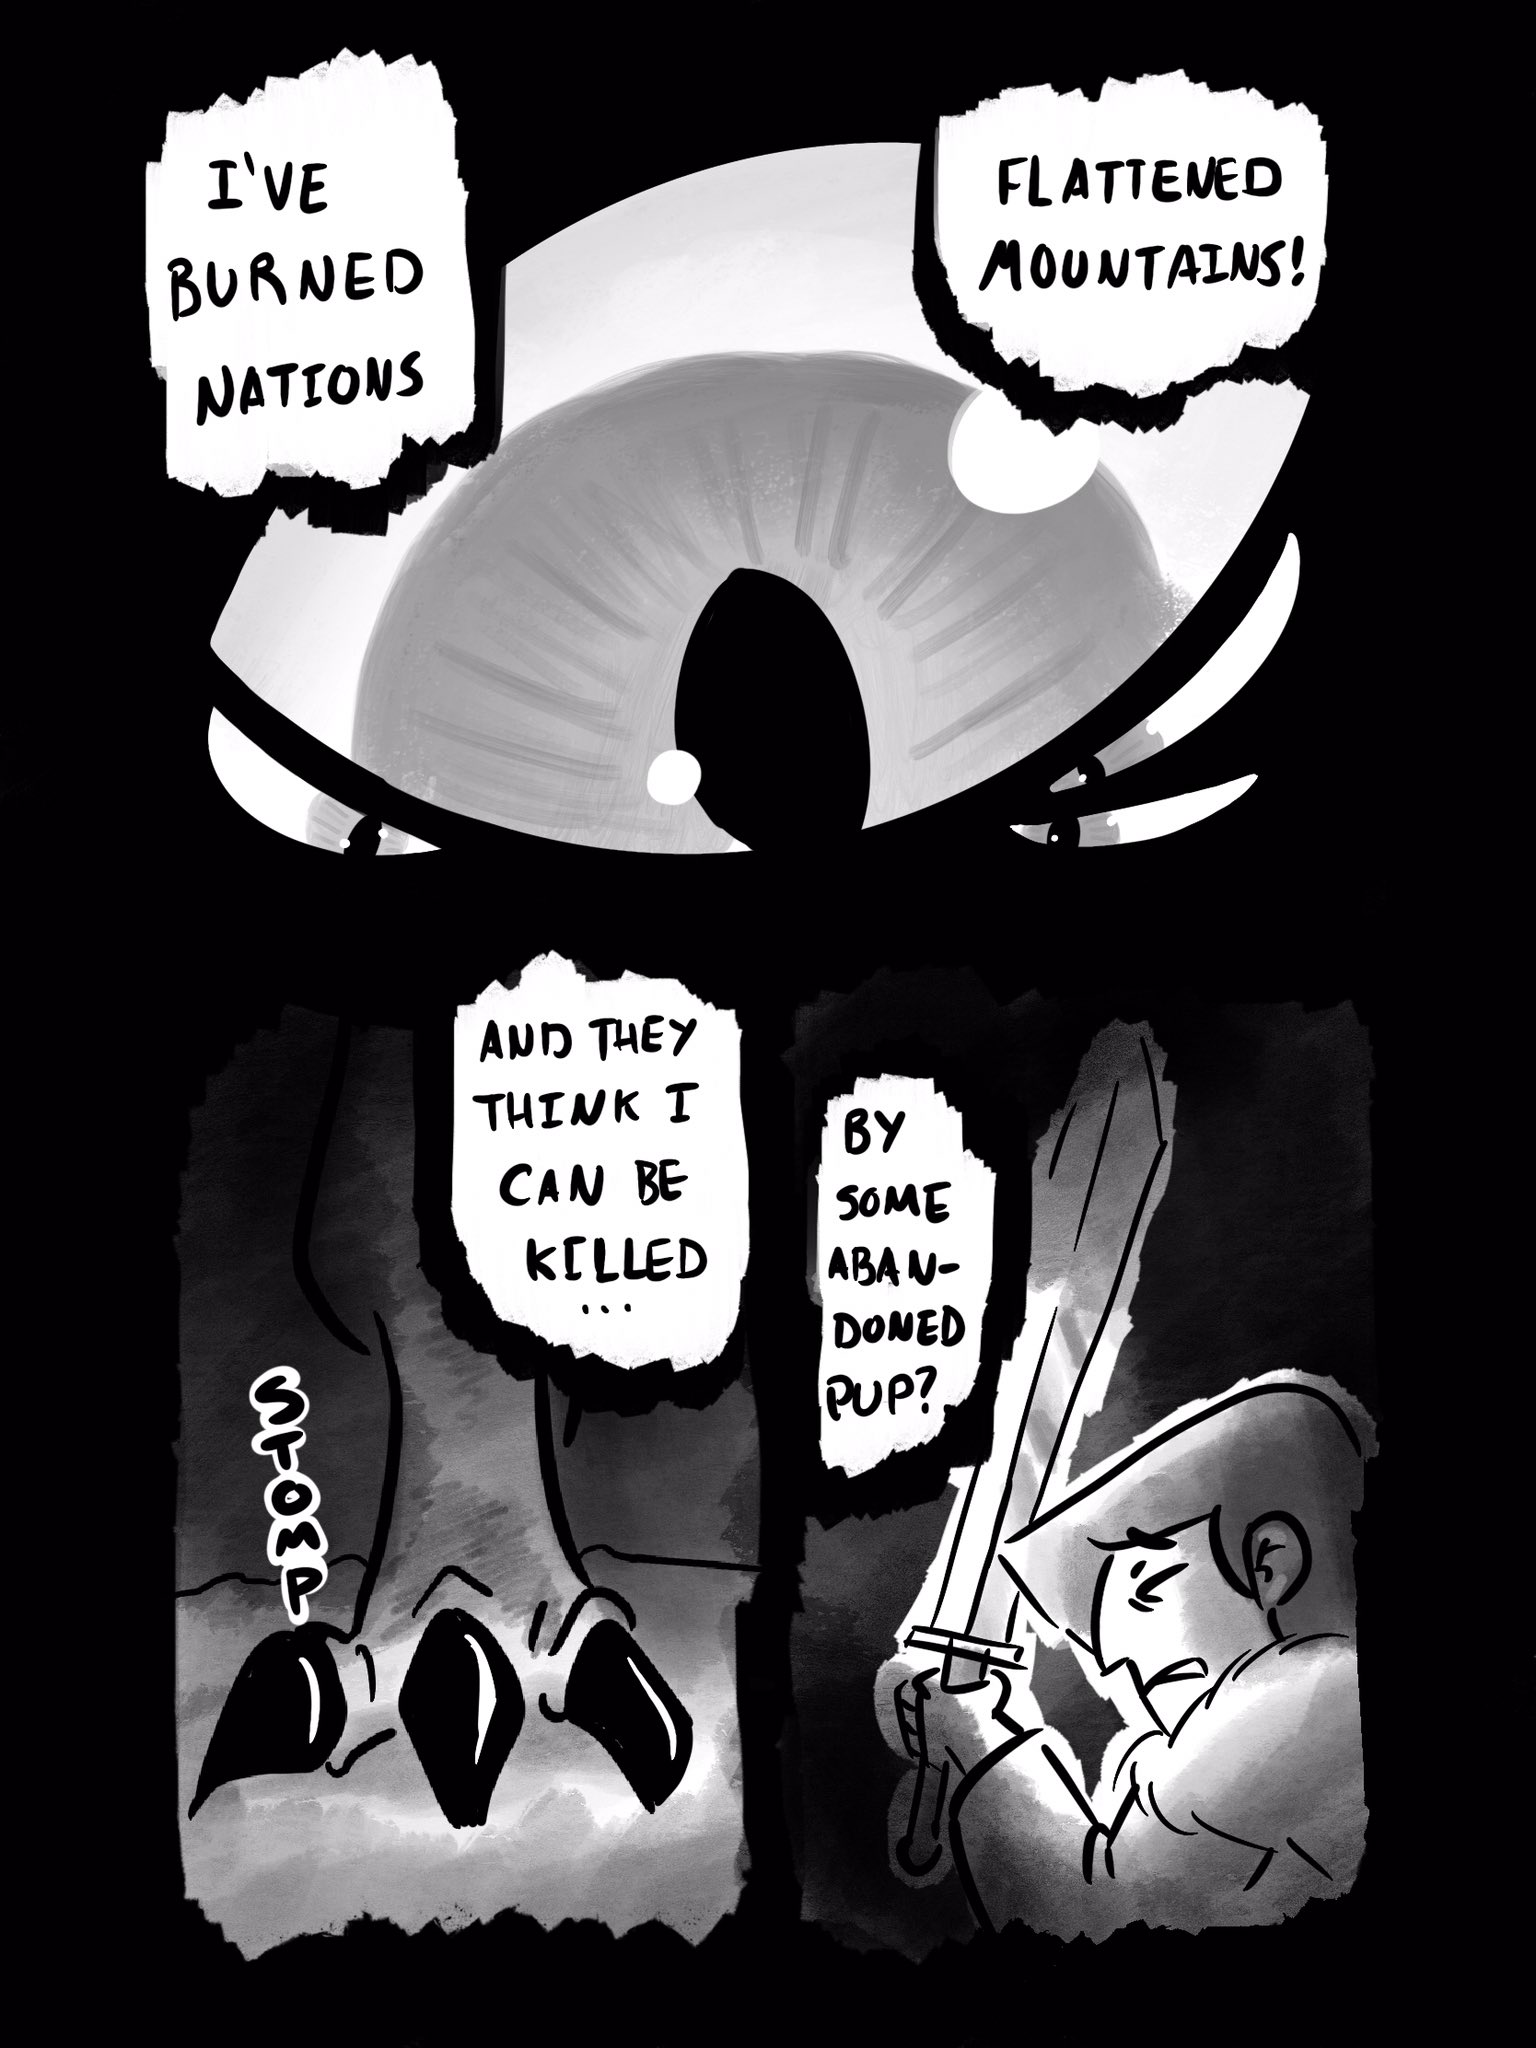 I'VE
BURNED
NATIONS
FLATTENED
MOUNTAINS!
AND THEY
THINK I
CAN BE
KILLED
...
STOMP
BY
SOME
ABAN-
DONED
PUP?